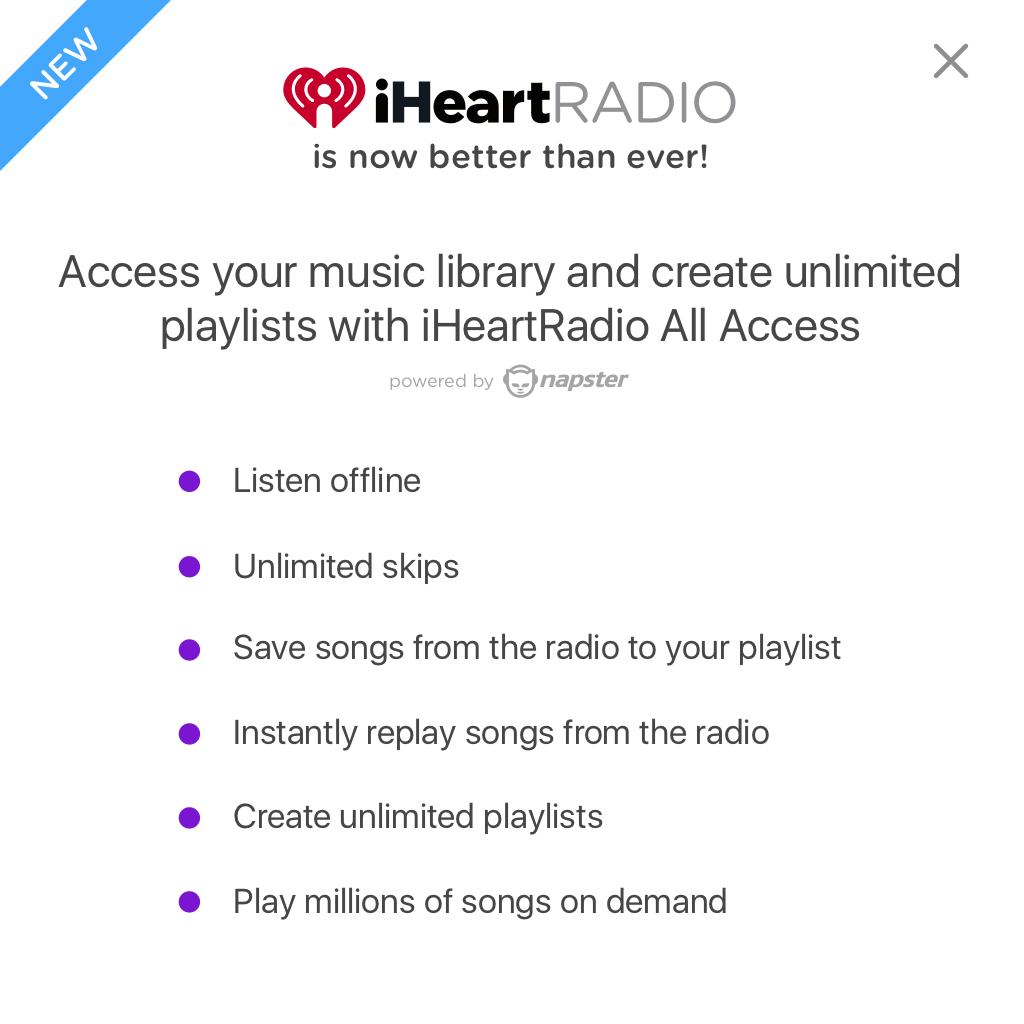 NEW
iHeartRADIO
is now better than ever!
Access your music library and create unlimited
playlists with iHeartRadio All Access
powered by napster
Listen offline
Unlimited skips
Save songs from the radio to your playlist
Instantly replay songs from the radio
Create unlimited playlists
Play millions of songs on demand